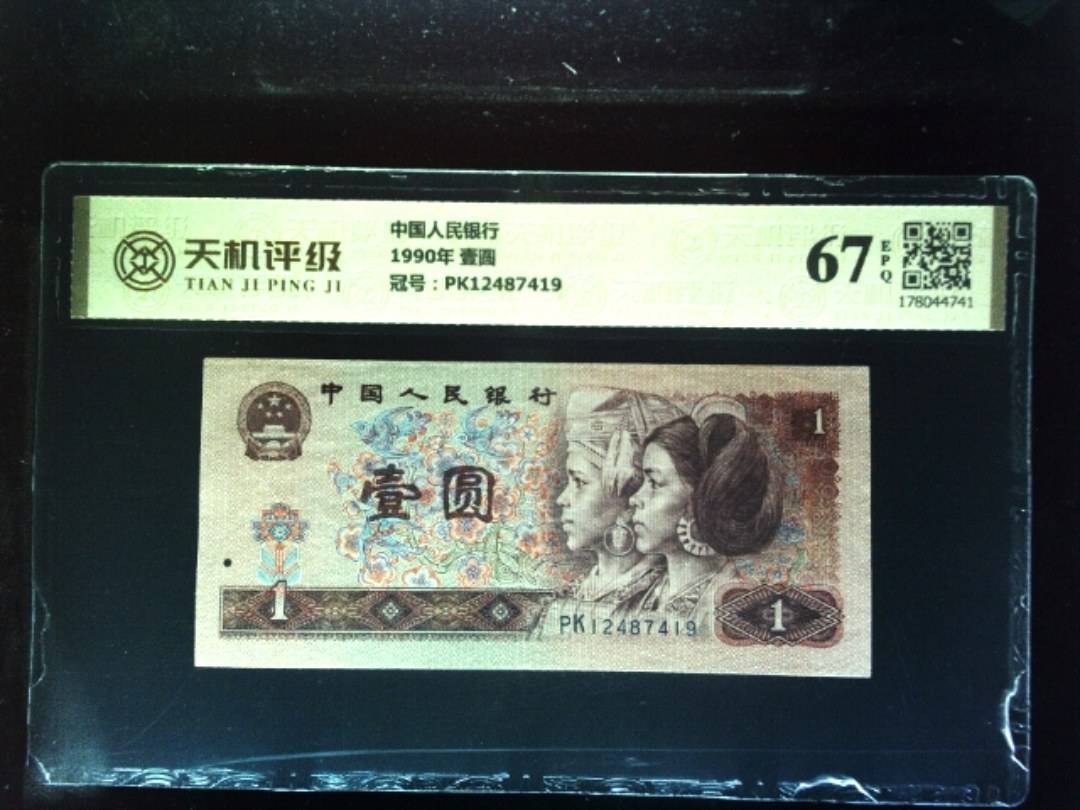 天机评级
TIAN JI PING JI
中国人民银行
1990年 壹圆
冠号：PK12487419
67
EPQ
178044741
中国人民银行
壹圆
1
1
PK12487419
1